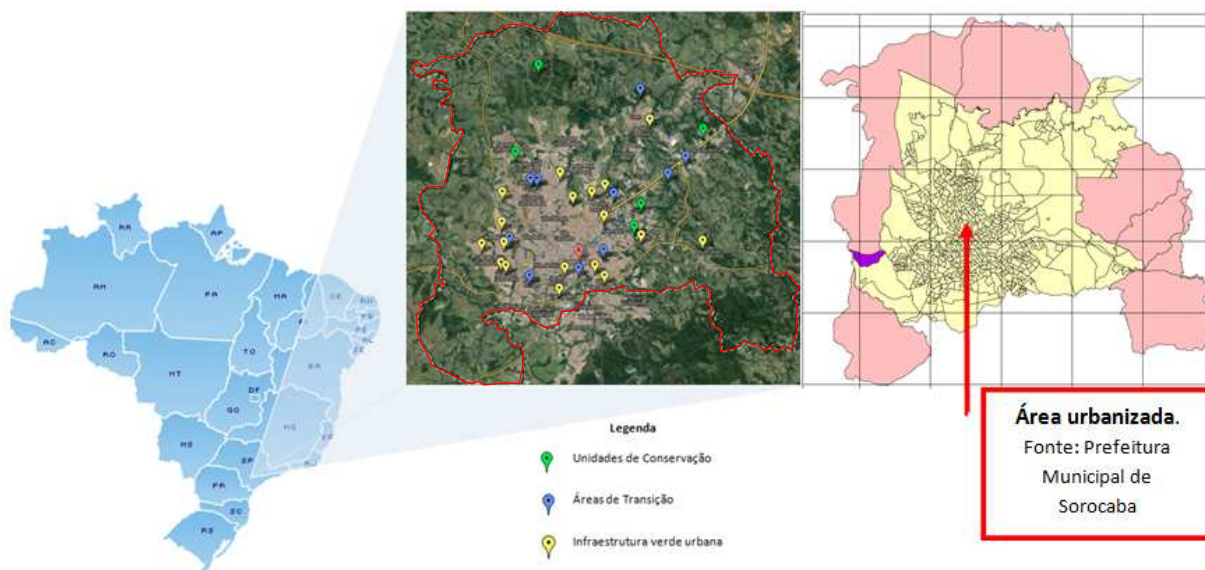 RR
AP
AM
PA
MA
CE
RN
PB
PE
AL
SE
AC
RO
TO
BA
MT
DF
GO
MG
ES
MS
SP
RJ
PR
SC
RS
Legenda
Unidades de Conservação
Áreas de Transição
Infraestrutura verde urbana
Área urbanizada.
Fonte: Prefeitura
Municipal de
Sorocaba